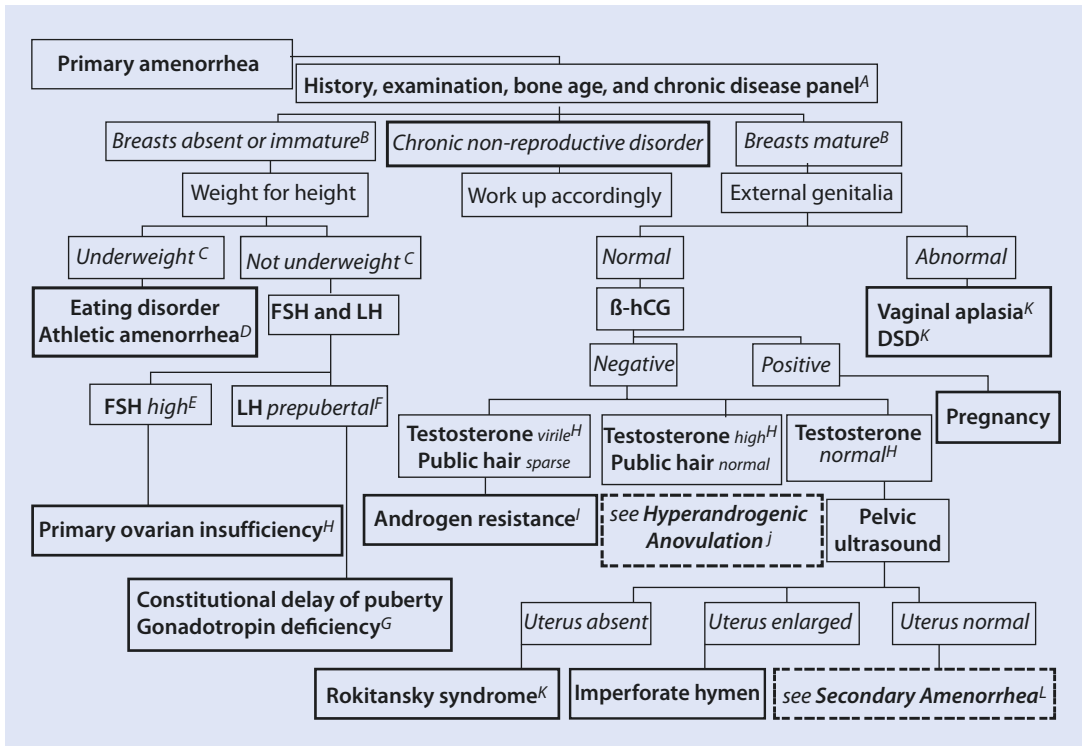 Primary amenorrhea
History, examination, bone age, and chronic disease panelA
Breasts absent or immatureB
Chronic non-reproductive disorder
Breasts matureB
Weight for height
Work up accordingly
External genitalia
Underweight C
Not underweight C
Normal
Abnormal
Eating disorder
Athletic amenorrheaD
FSH and LH
ß-hCG
Vaginal aplasiaK
DSDK
Negative
Positive
FSH highE
LH prepubertalF
Pregnancy
Testosterone virileH
Public hair sparse
Testosterone highH
Public hair normal
Testosterone
normalH
Primary ovarian insufficiencyH
Androgen resistanceI
see Hyperandrogenic
Anovulation j
Pelvic
ultrasound
Constitutional delay of puberty
Gonadotropin deficiencyG
Uterus absent
Uterus enlarged
Uterus normal
Rokitansky syndromeK
Imperforate hymen
see Secondary AmenorrheaL